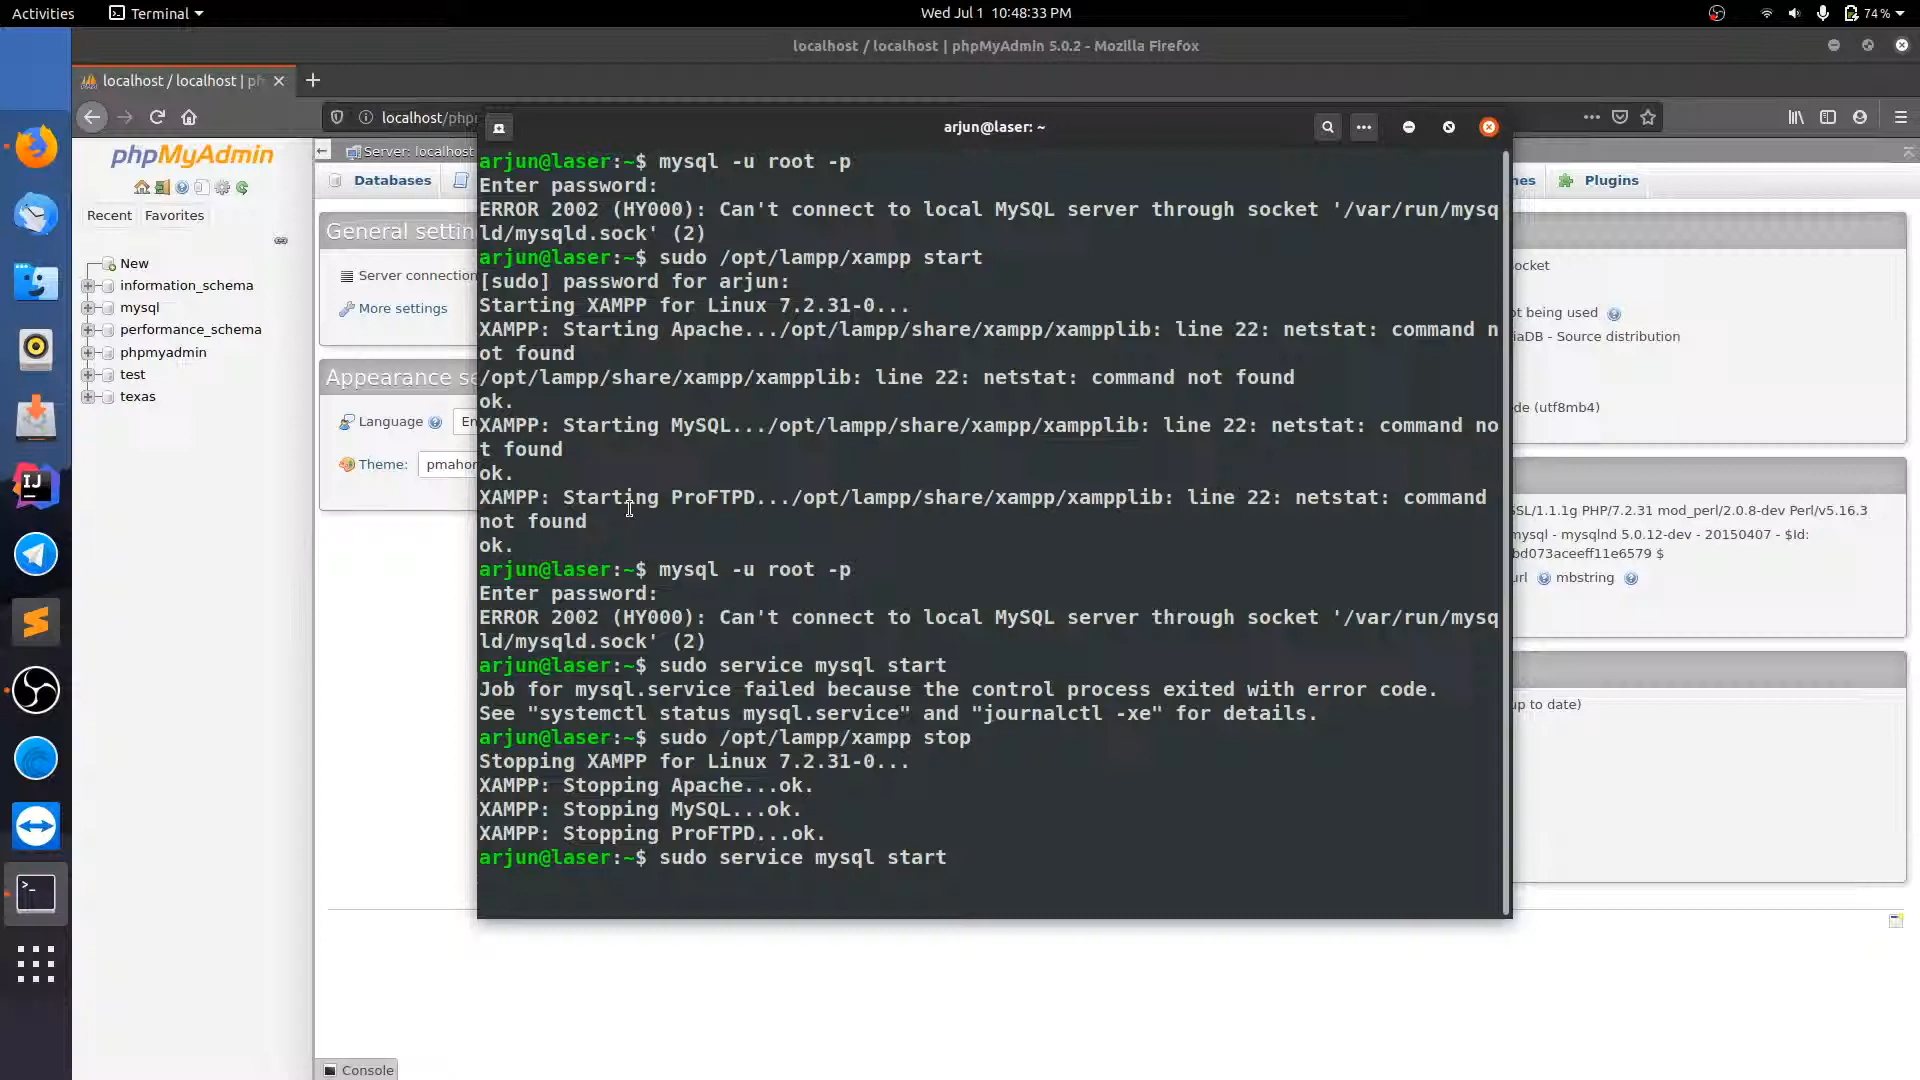 Activities
Terminal
Wed Jul 1 10:48:33 PM
74 %
localhost / localhost | phpMyAdmin 5.0.2 - Mozilla Firefox
localhost / localhost | ph
localhost/php
phpMyAdmin
Recent Favorites
New
information_schema
mysql
performance_schema
phpmyadmin
test
texas
Server: localhost
Databases
General settin
Server connection
More settings
Appearance se
Language
En
Theme:
pmahor
Console
arjun@laser: ~
arjun@laser:~$ mysql -u root -p
Enter password:
ERROR 2002 (HY000): Can't connect to local MySQL server through socket '/var/run/mysq
ld/mysqld.sock' (2)
arjun@laser:~$ sudo /opt/lampp/xampp start
[sudo] password for arjun:
Starting XAMPP for Linux 7.2.31-0...
XAMPP: Starting Apache.../opt/lampp/share/xampp/xampplib: line 22: netstat: command n
ot found
/opt/lampp/share/xampp/xampplib: line 22: netstat: command not found
ok.
XAMPP: Starting MySQL.../opt/lampp/share/xampp/xampplib: line 22: netstat: command no
t found
ok.
XAMPP: Starting ProFTPD.../opt/lampp/share/xampp/xampplib: line 22: netstat: command
not found
ok.
arjun@laser:~$ mysql -u root -p
Enter password:
ERROR 2002 (HY000): Can't connect to local MySQL server through socket '/var/run/mysq
ld/mysqld.sock' (2)
arjun@laser:~$ sudo service mysql start
Job for mysql.service failed because the control process exited with error code.
See "systemctl status mysql.service" and "journalctl -xe" for details.
arjun@laser:~$ sudo /opt/lampp/xampp stop
Stopping XAMPP for Linux 7.2.31-0...
XAMPP: Stopping Apache...ok.
XAMPP: Stopping MySQL...ok.
XAMPP: Stopping ProFTPD...ok.
arjun@laser:~$ sudo service mysql start
nes
Plugins
ocket
ot being used
iaDB - Source distribution
de (utf8mb4)
SSL/1.1.1g PHP/7.2.31 mod_perl/2.0.8-dev Perl/v5.16.3
mysql - mysqlnd 5.0.12-dev - 20150407 - $Id:
bd073aceeff11e6579 $
url mbstring
up to date)
IJ